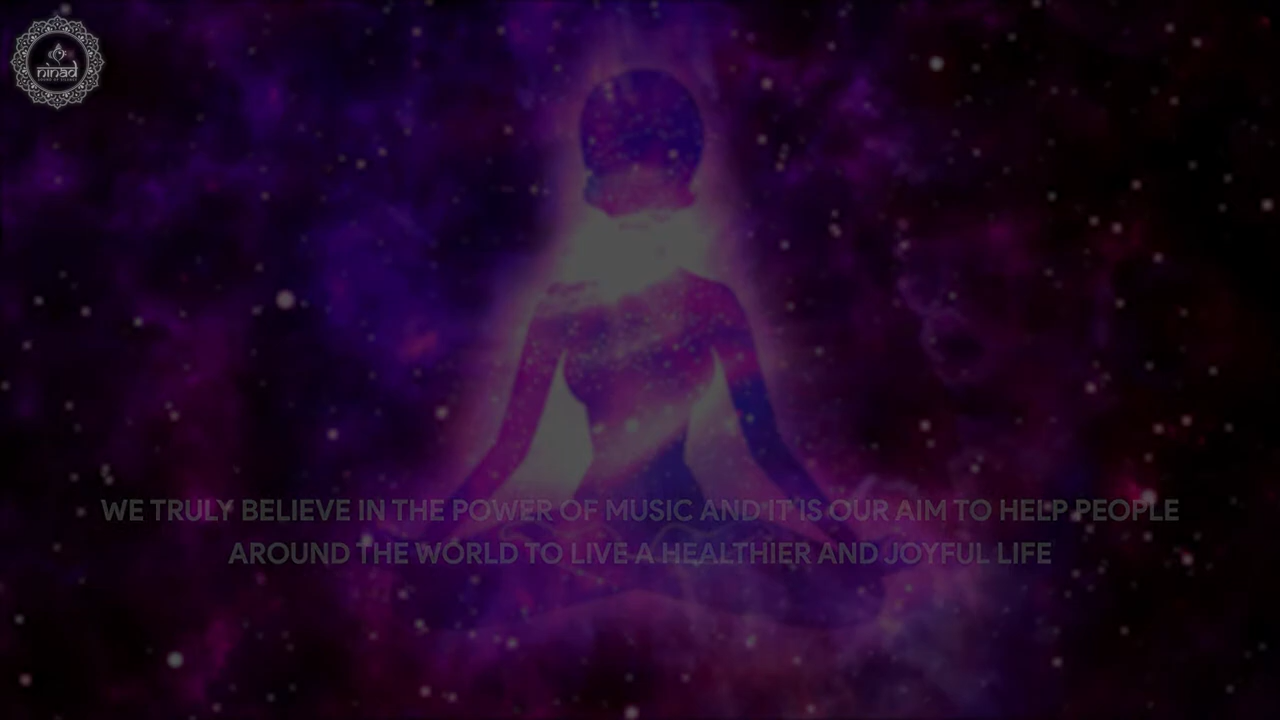 ninad
WE TRULY BELIEVE IN THE POWER OF MUSIC AND IT IS OUR AIM TO HELP PEOPLE
AROUND THE WORLD TO LIVE A HEALTHIER AND JOYFUL LIFE